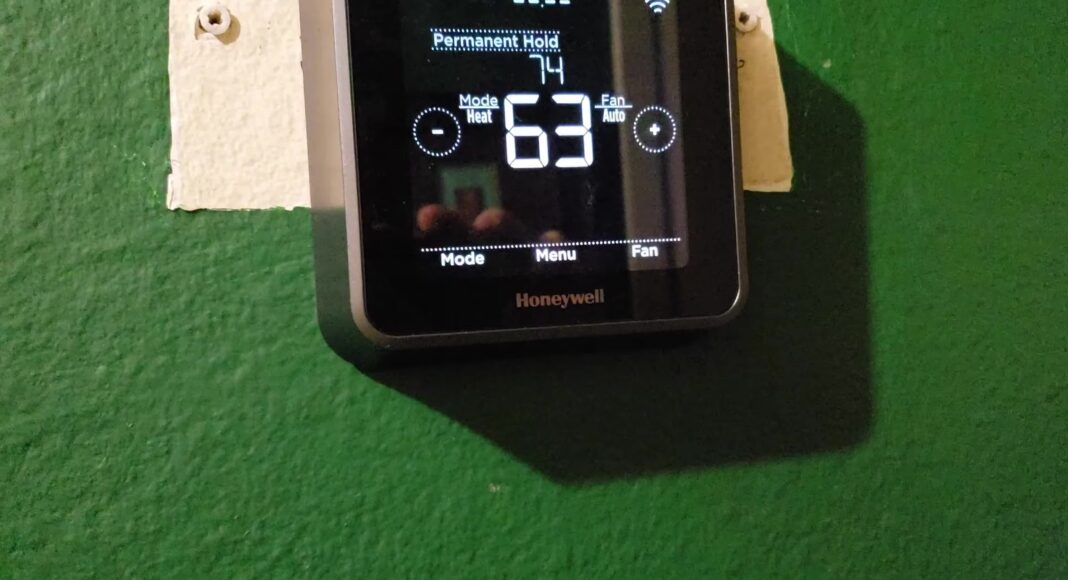 Permanent Hold
74
Mode Fan
Heat 63 Auto
- +
Mode Menu Fan
Honeywell